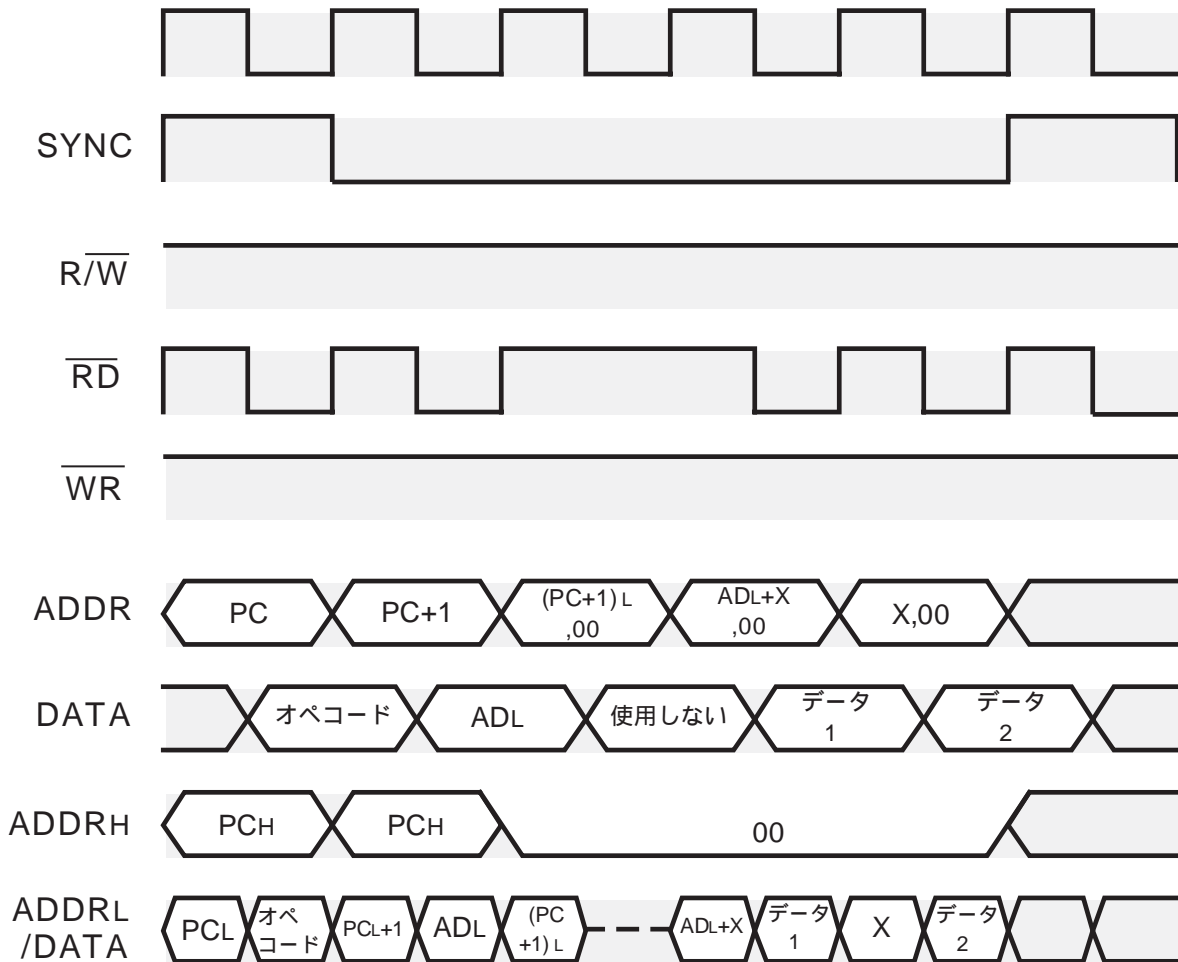 SYNC
R/W
RD
WR
ADDR
PC
PC+1
(PC+1) L
,00
ADL+X
,00
X,00
DATA
オペコード
ADL
使用しない
データ
1
データ
2
ADDRH
PCH
PCH
00
ADDRL
/DATA
PCL
オペ
コード
PCL+1
ADL
(PC
+1) L
ADL+X
データ
1
X
データ
2